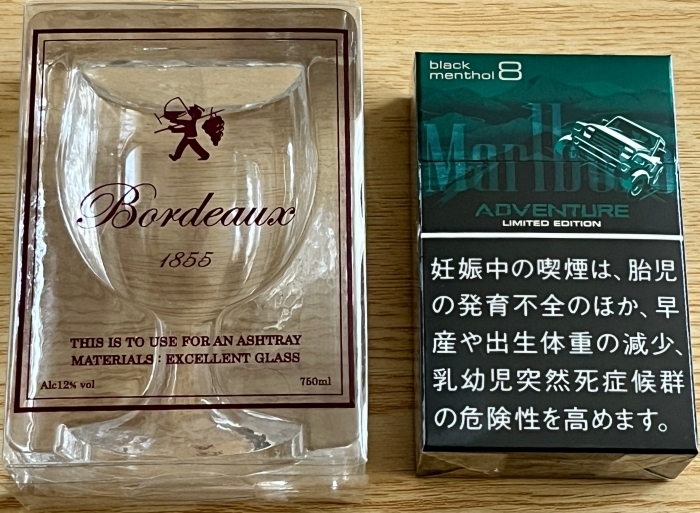 Bordeaux
1855
THIS IS TO USE FOR AN ASHTRAY
MATERIALS : EXCELLENT GLASS
Alc12% vol
750ml
black
menthol 8
Marlboro
ADVENTURE
LIMITED EDITION
妊娠中の喫煙は、胎児
の発育不全のほか、早
産や出生体重の減少、
乳幼児突然死症候群
の危険性を高めます。